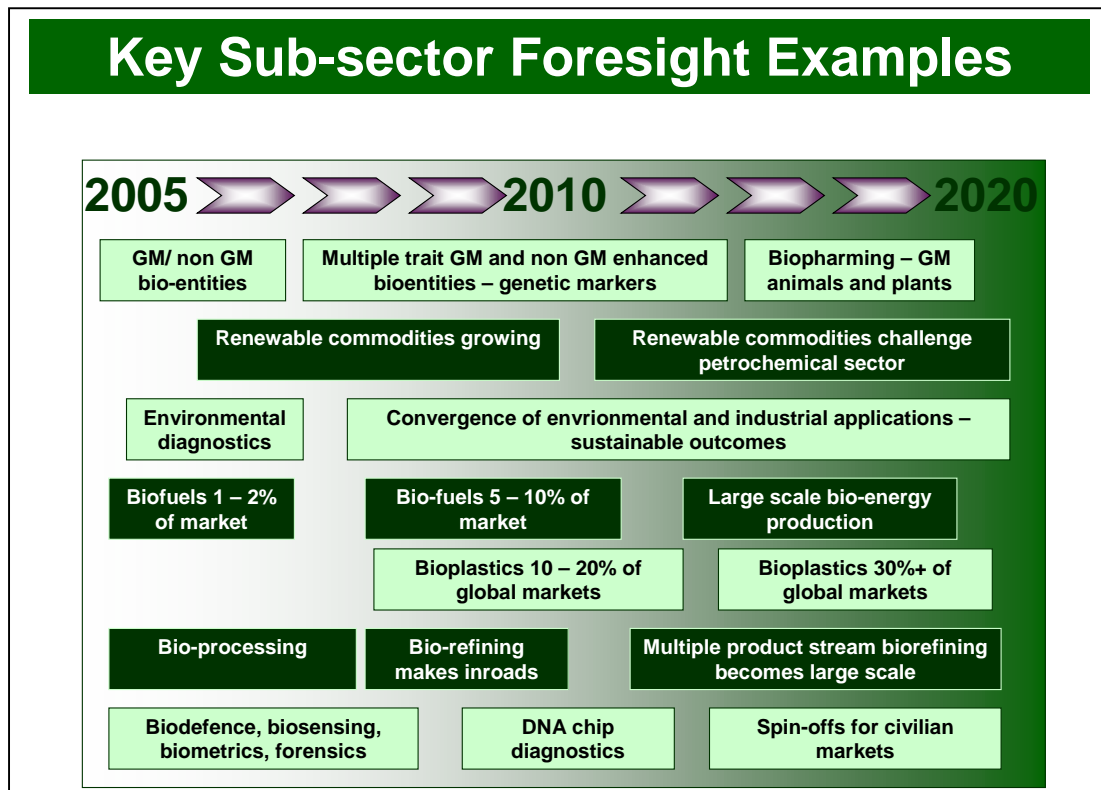 Key Sub-sector Foresight Examples
2005 2010 2020
GM/ non GM
bio-entities
Multiple trait GM and non GM enhanced
bioentities – genetic markers
Biopharming – GM
animals and plants
Renewable commodities growing
Renewable commodities challenge
petrochemical sector
Environmental
diagnostics
Convergence of envrionmental and industrial applications –
sustainable outcomes
Biofuels 1 – 2%
of market
Bio-fuels 5 – 10% of
market
Large scale bio-energy
production
Bioplastics 10 – 20% of
global markets
Bioplastics 30%+ of
global markets
Bio-processing
Bio-refining
makes inroads
Multiple product stream biorefining
becomes large scale
Biodefence, biosensing,
biometrics, forensics
DNA chip
diagnostics
Spin-offs for civilian
markets